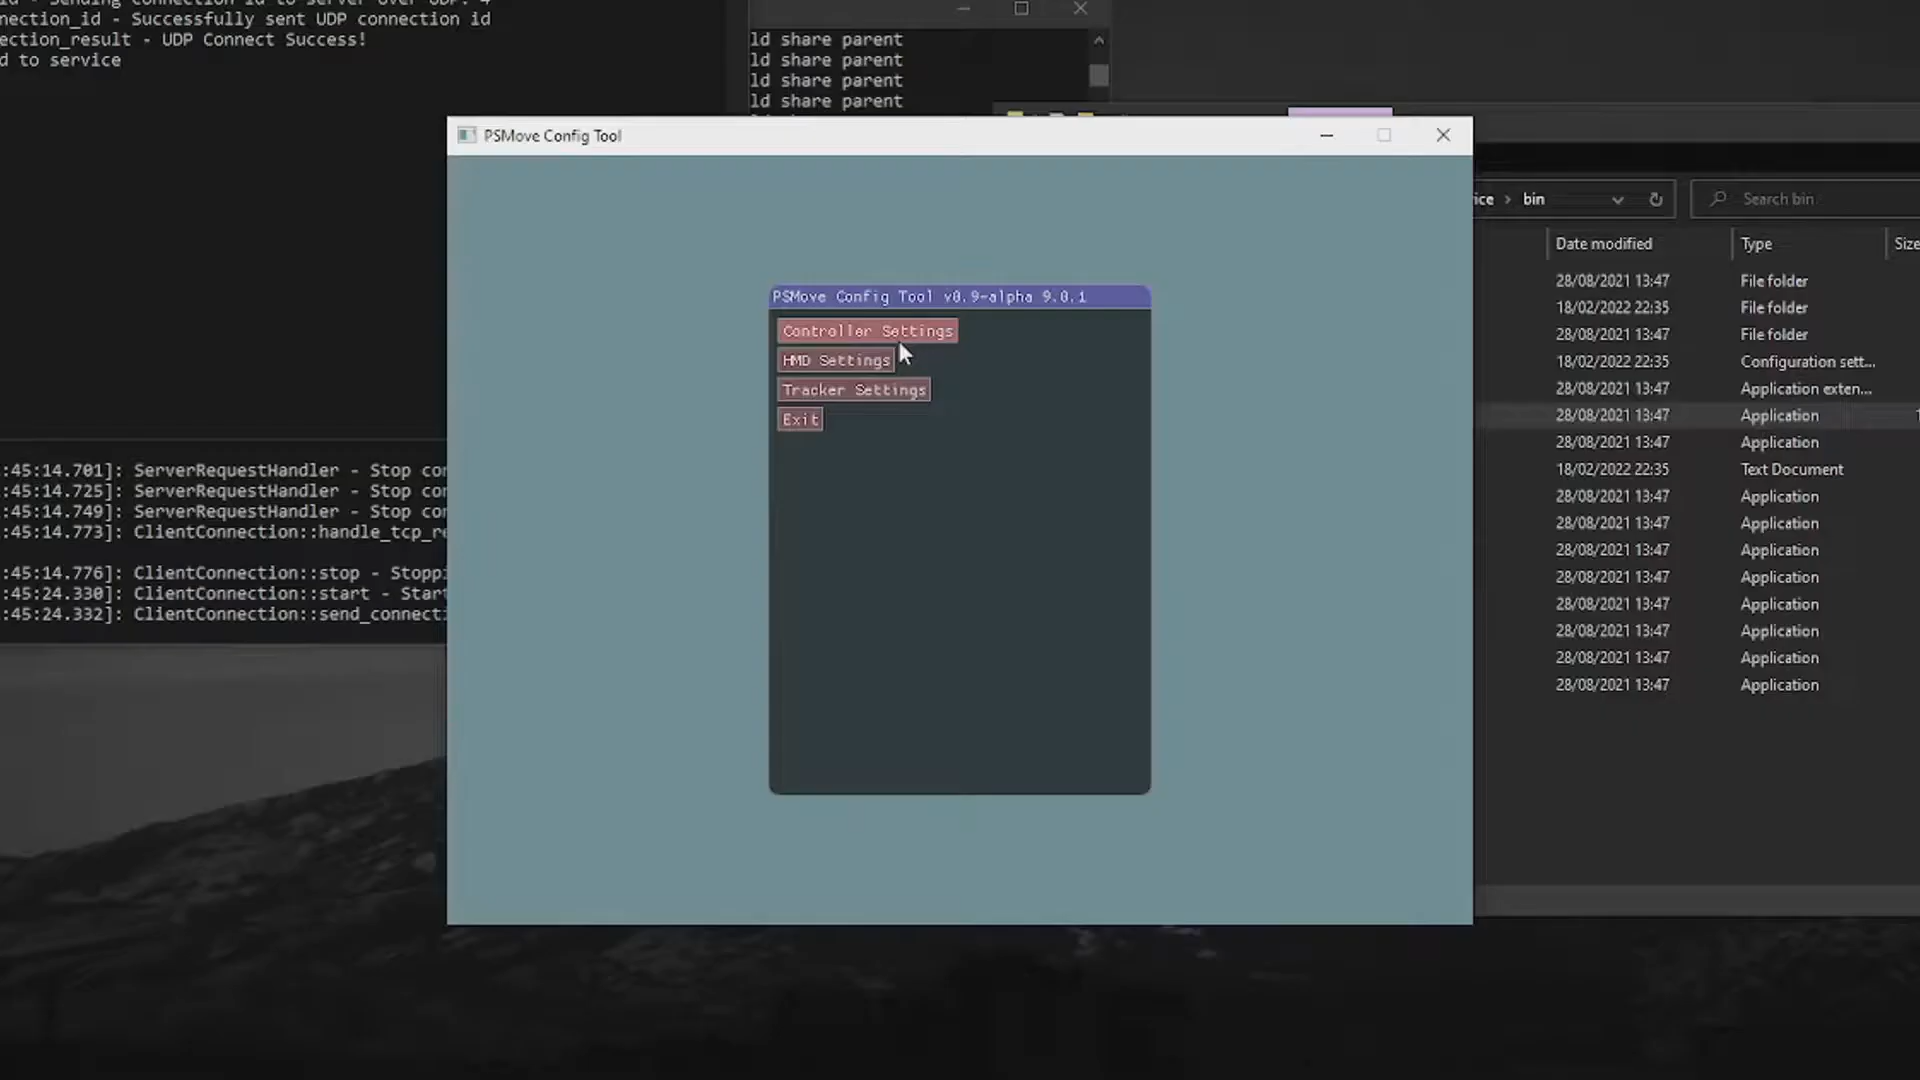 nection_id - Successfully sent UDP connection id
ection_result - UDP Connect Success!
d to service
ld share parent
ld share parent
ld share parent
ld share parent
PSMove Config Tool
PSMove Config Tool v0.9-alpha 9.0.1
Controller Settings
HMD Settings
Tracker Settings
Exit
:45:14.701]: ServerRequestHandler - Stop con
:45:14.725]: ServerRequestHandler - Stop con
:45:14.749]: ServerRequestHandler - Stop con
:45:14.773]: ClientConnection::handle_tcp_re
:45:14.776]: ClientConnection::stop - Stoppi
:45:24.330]: ClientConnection::start - Start
:45:24.332]: ClientConnection::send_connecti
ice > bin
Search bin
Date modified Type Size
28/08/2021 13:47 File folder
18/02/2022 22:35 File folder
28/08/2021 13:47 File folder
18/02/2022 22:35 Configuration sett...
28/08/2021 13:47 Application exten...
28/08/2021 13:47 Application
28/08/2021 13:47 Application
18/02/2022 22:35 Text Document
28/08/2021 13:47 Application
28/08/2021 13:47 Application
28/08/2021 13:47 Application
28/08/2021 13:47 Application
28/08/2021 13:47 Application
28/08/2021 13:47 Application
28/08/2021 13:47 Application
28/08/2021 13:47 Application